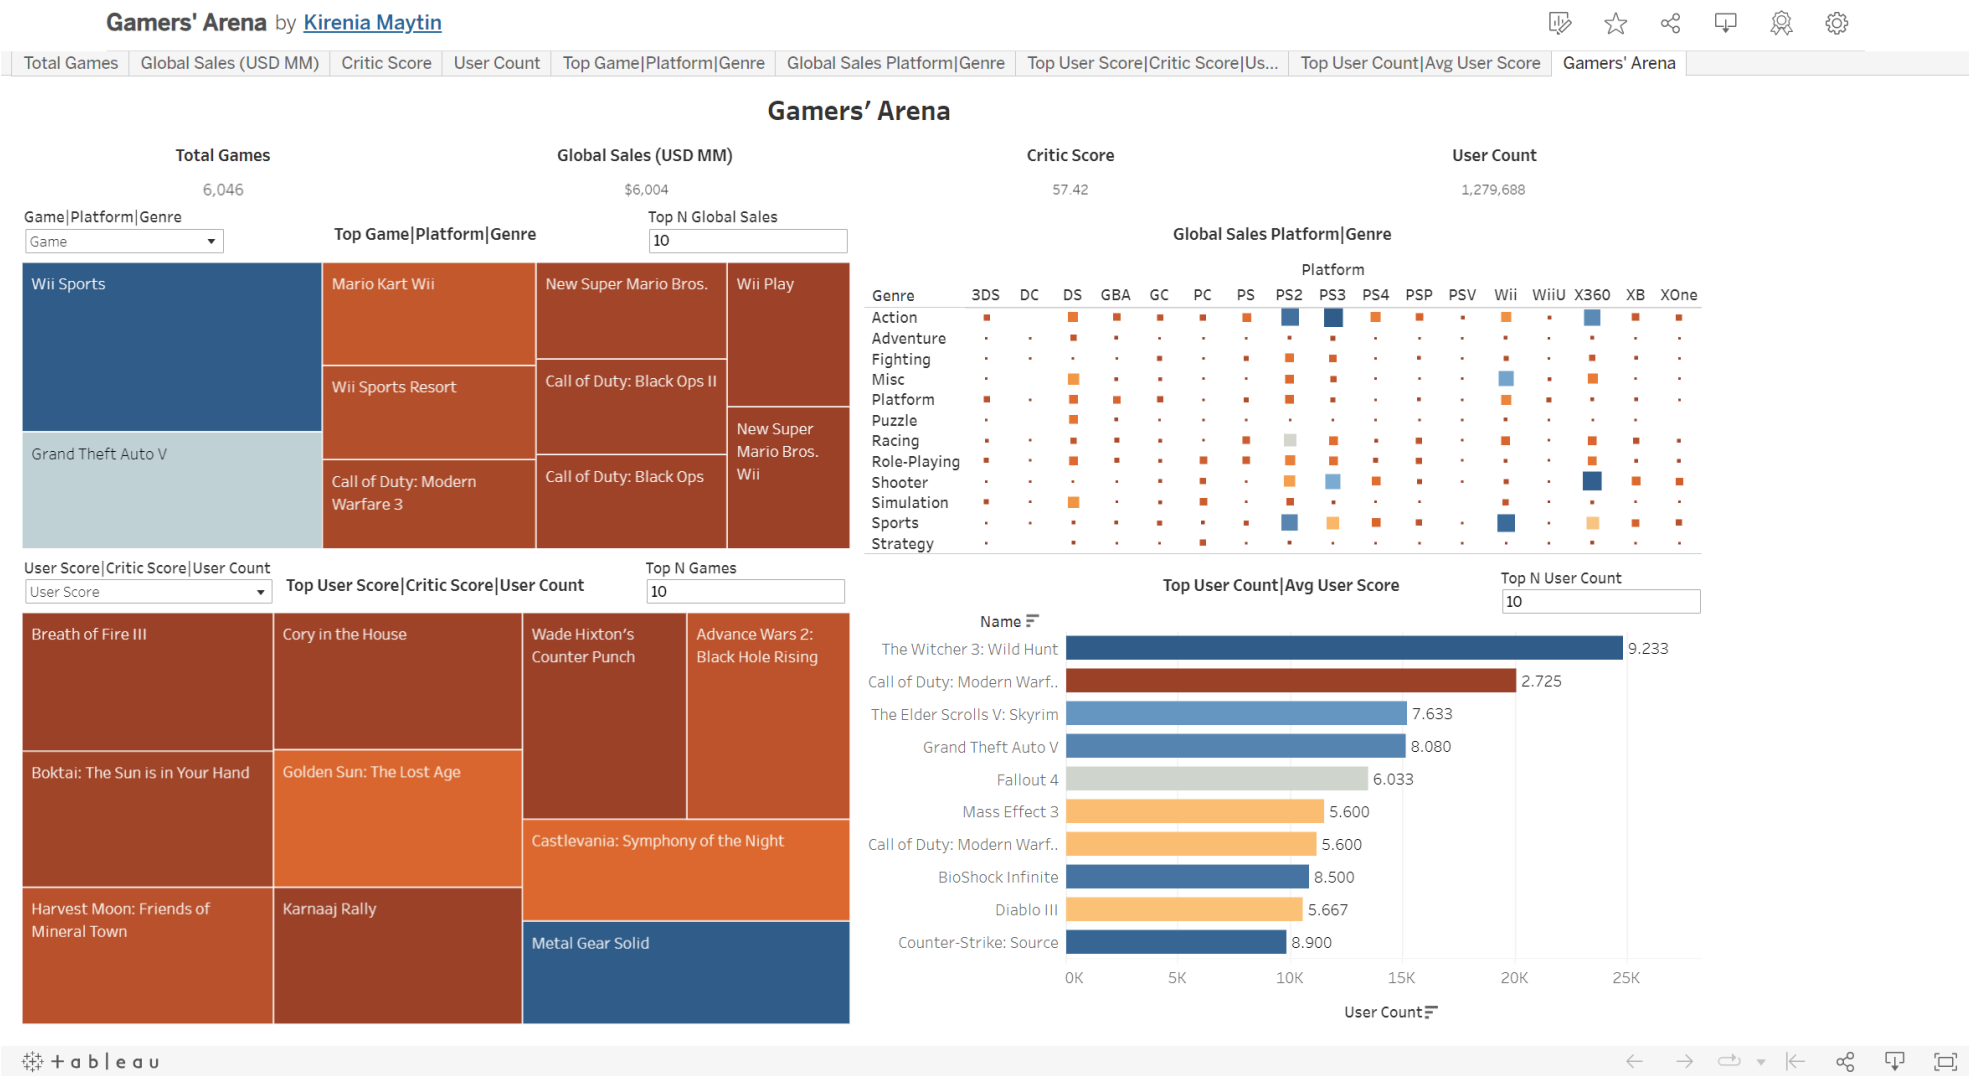 Gamers' Arena by Kirenia Maytin
Total Games
Global Sales (USD MM)
Critic Score
User Count
Top Game|Platform|Genre
Global Sales Platform|Genre
Top User Score|Critic Score|Us...
Top User Count|Avg User Score
Gamers' Arena
Gamers’ Arena
Total Games
Global Sales (USD MM)
Critic Score
User Count
6,046
$6,004
57.42
1,279,688
Game|Platform|Genre
Game
Top Game|Platform|Genre
Top N Global Sales
10
Wii Sports
Grand Theft Auto V
Mario Kart Wii
Wii Sports Resort
Call of Duty: Modern
Warfare 3
New Super Mario Bros.
Call of Duty: Black Ops II
Call of Duty: Black Ops
Wii Play
New Super
Mario Bros.
Wii
Global Sales Platform|Genre
Platform
Genre 3DS DC DS GBA GC PC PS PS2 PS3 PS4 PSP PSV Wii WiiU X360 XB XOne
Action
Adventure
Fighting
Misc
Platform
Puzzle
Racing
Role-Playing
Shooter
Simulation
Sports
Strategy
User Score|Critic Score|User Count
User Score
Top User Score|Critic Score|User Count
Top N Games
10
Breath of Fire III
Boktai: The Sun is in Your Hand
Harvest Moon: Friends of
Mineral Town
Cory in the House
Golden Sun: The Lost Age
Karnaaj Rally
Wade Hixton's
Counter Punch
Advance Wars 2:
Black Hole Rising
Castlevania: Symphony of the Night
Metal Gear Solid
Top User Count|Avg User Score
Top N User Count
10
Name
The Witcher 3: Wild Hunt 9.233
Call of Duty: Modern Warf.. 2.725
The Elder Scrolls V: Skyrim 7.633
Grand Theft Auto V 8.080
Fallout 4 6.033
Mass Effect 3 5.600
Call of Duty: Modern Warf.. 5.600
BioShock Infinite 8.500
Diablo III 5.667
Counter-Strike: Source 8.900
0K 5K 10K 15K 20K 25K
User Count
+ableau